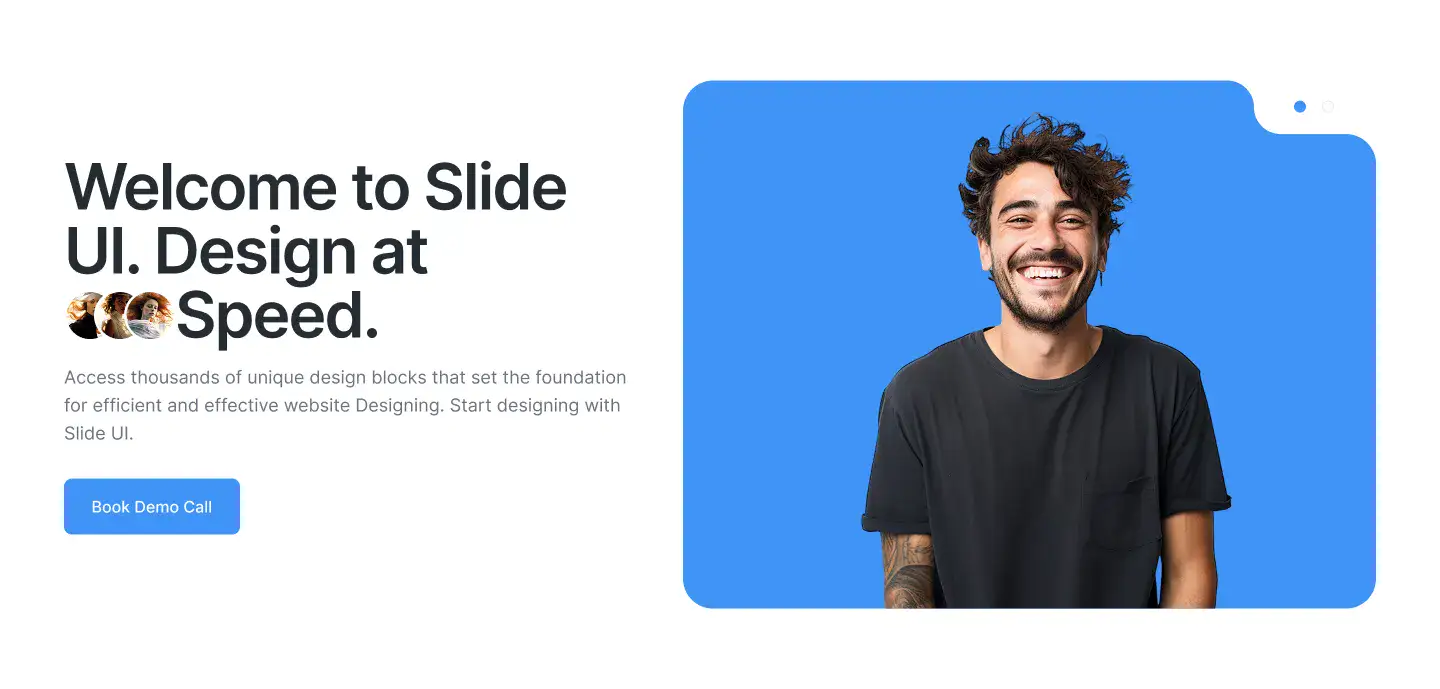 Welcome to Slide
UI. Design at
Speed.
Access thousands of unique design blocks that set the foundation
for efficient and effective website Designing. Start designing with
Slide UI.
Book Demo Call